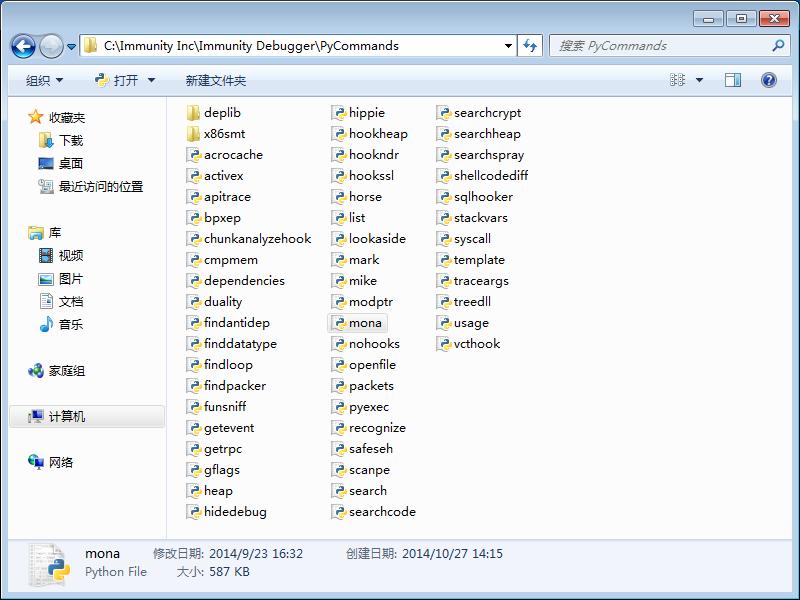 C:\Immunity Inc\Immunity Debugger\PyCommands
搜索 PyCommands
组织
打开
新建文件夹
收藏夹
下载
桌面
最近访问的位置
库
视频
图片
文档
音乐
家庭组
计算机
网络
deplib
x86smt
acrocache
activex
apitrace
bpxep
chunkanalyzehook
cmpmem
dependencies
duality
findantidep
finddatatype
findloop
findpacker
funsniff
getevent
getrpc
gflags
heap
hidedebug
hippie
hookheap
hookndr
hookssl
horse
list
lookaside
mark
mike
modptr
mona
nohooks
openfile
packets
pyexec
recognize
safeseh
scanpe
search
searchcode
searchcrypt
searchheap
searchspray
shellcodediff
sqlhooker
stackvars
syscall
template
traceargs
treedll
usage
vcthook
mona 修改日期: 2014/9/23 16:32 创建日期: 2014/10/27 14:15
Python File 大小: 587 KB